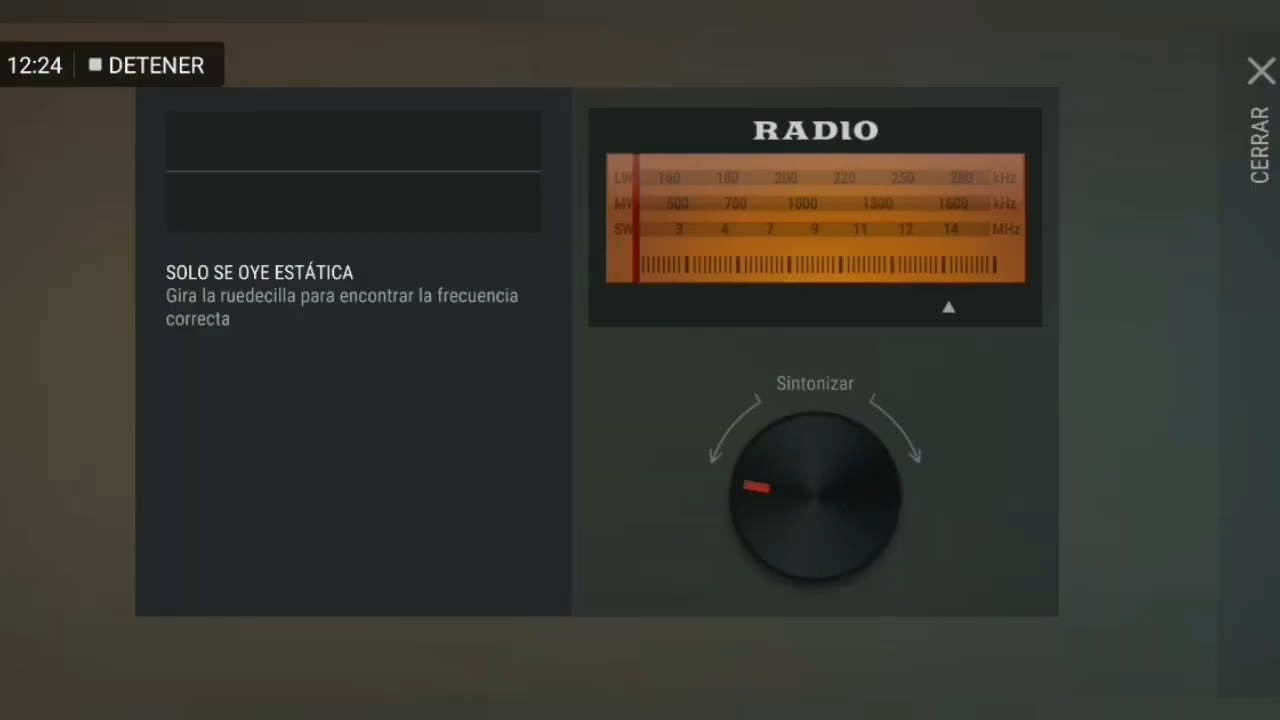 12:24 DETENER
CERRAR
SOLO SE OYE ESTÁTICA
Gira la ruedecilla para encontrar la frecuencia
correcta
RADIO
LW 160 180 200 220 250 280 kHz
MW 500 700 1000 1300 1600 kHz
SW 3 4 7 9 11 12 14 MHz
Sintonizar